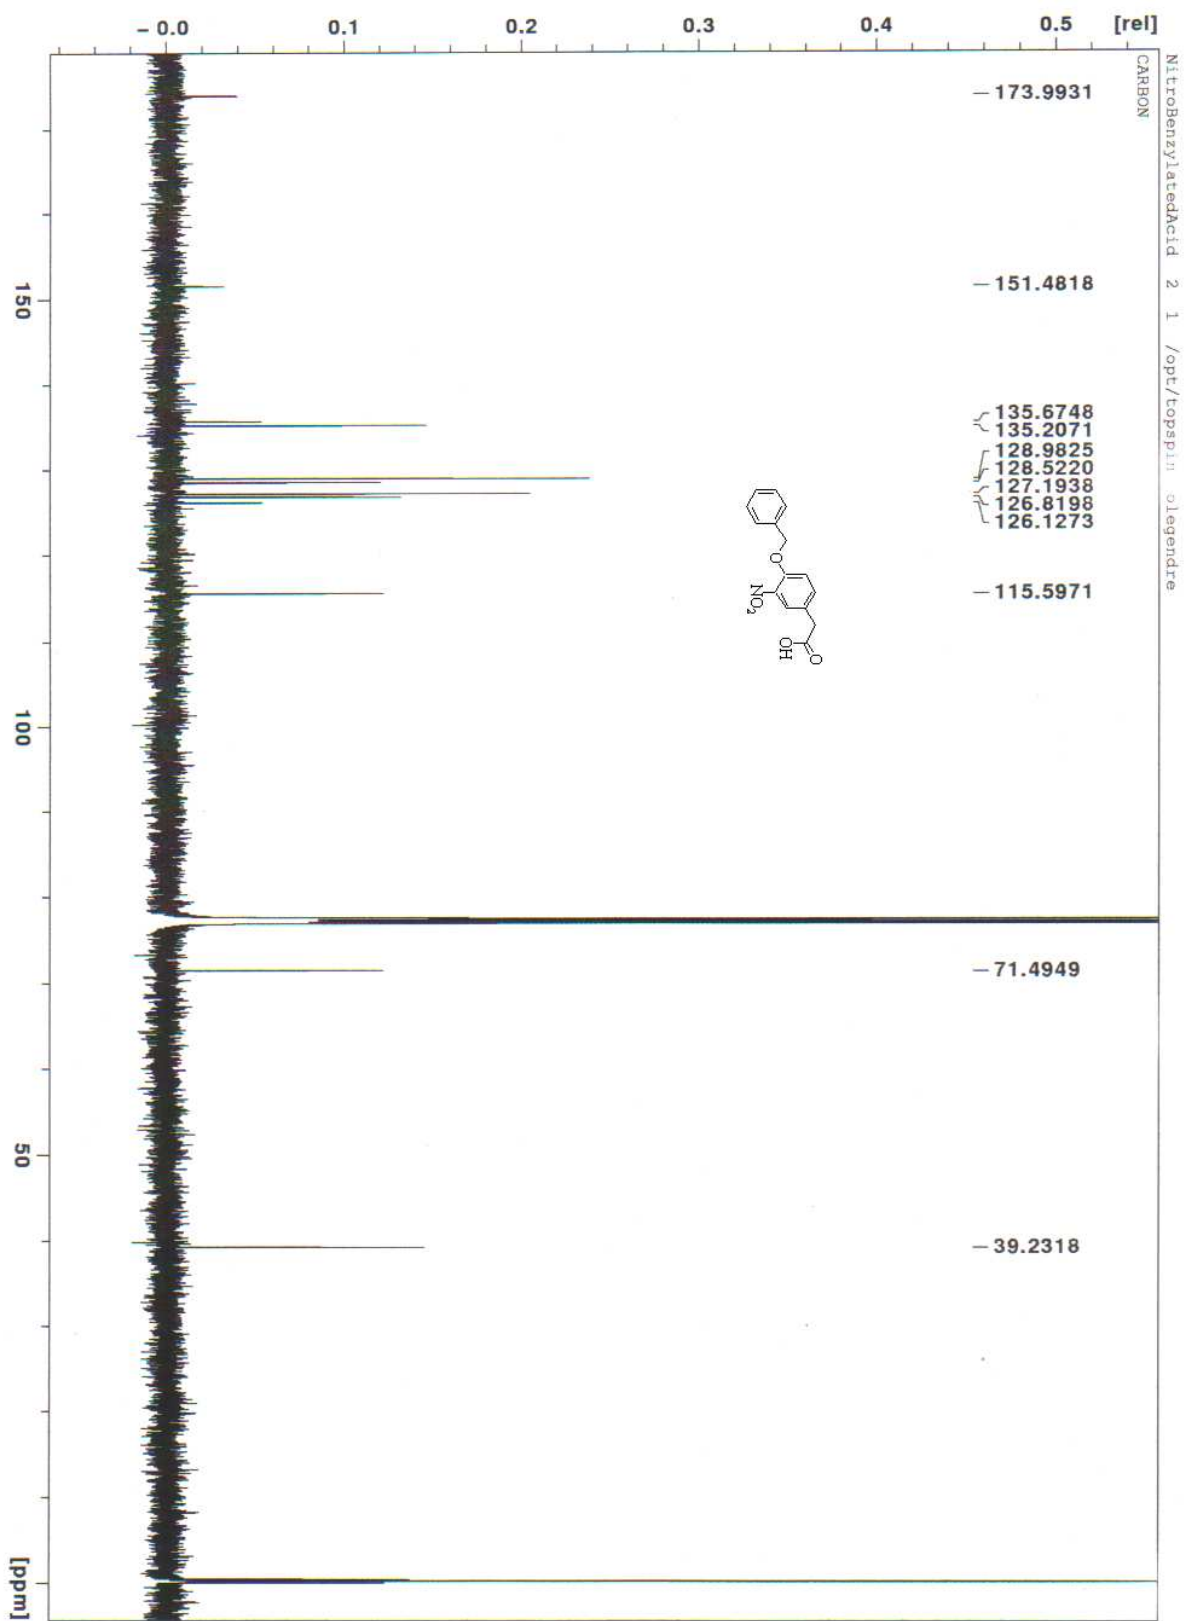 NitroBenzylatedAcid 2 1 /opt/topspin olegendre
CARBON
173.9931
151.4818
135.6748
135.2071
128.9825
128.5220
127.1938
126.8198
126.1273
115.5971
71.4949
39.2318
[rel]
0.5
0.4
0.3
0.2
0.1
- 0.0
O
NO2
O
OH
150
100
50
[ppm]